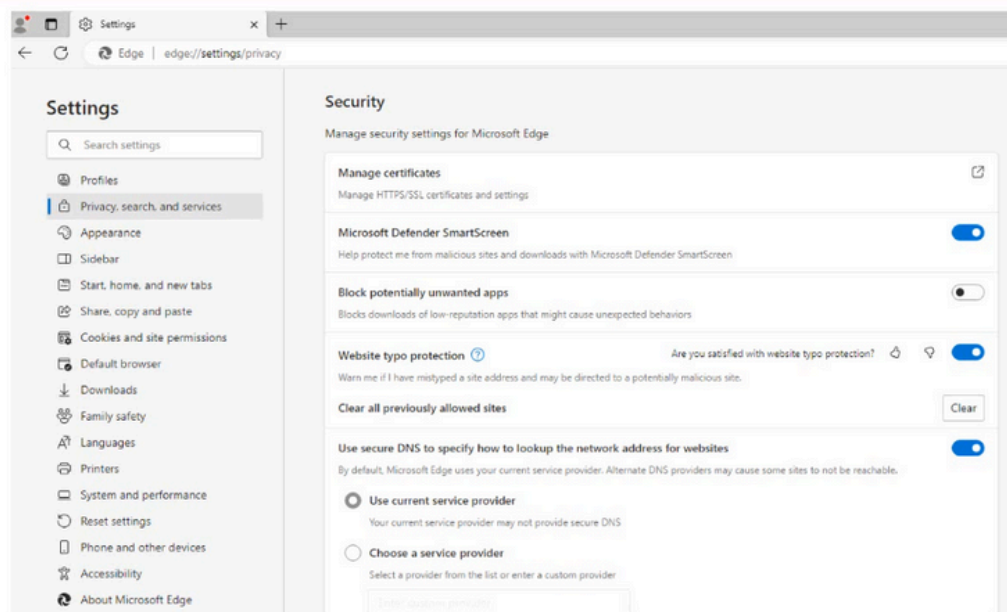 Settings
Edge | edge://settings/privacy
Settings
Search settings
Profiles
Privacy, search, and services
Appearance
Sidebar
Start, home, and new tabs
Share, copy and paste
Cookies and site permissions
Default browser
Downloads
Family safety
Languages
Printers
System and performance
Reset settings
Phone and other devices
Accessibility
About Microsoft Edge
Security
Manage security settings for Microsoft Edge
Manage certificates
Manage HTTPS/SSL certificates and settings
Microsoft Defender SmartScreen
Help protect me from malicious sites and downloads with Microsoft Defender SmartScreen
Block potentially unwanted apps
Blocks downloads of low-reputation apps that might cause unexpected behaviors
Website typo protection
Are you satisfied with website typo protection?
Warn me if I have mistyped a site address and may be directed to a potentially malicious site.
Clear all previously allowed sites
Clear
Use secure DNS to specify how to lookup the network address for websites
By default, Microsoft Edge uses your current service provider. Alternate DNS providers may cause some sites to not be reachable.
Use current service provider
Your current service provider may not provide secure DNS
Choose a service provider
Select a provider from the list or enter a custom provider